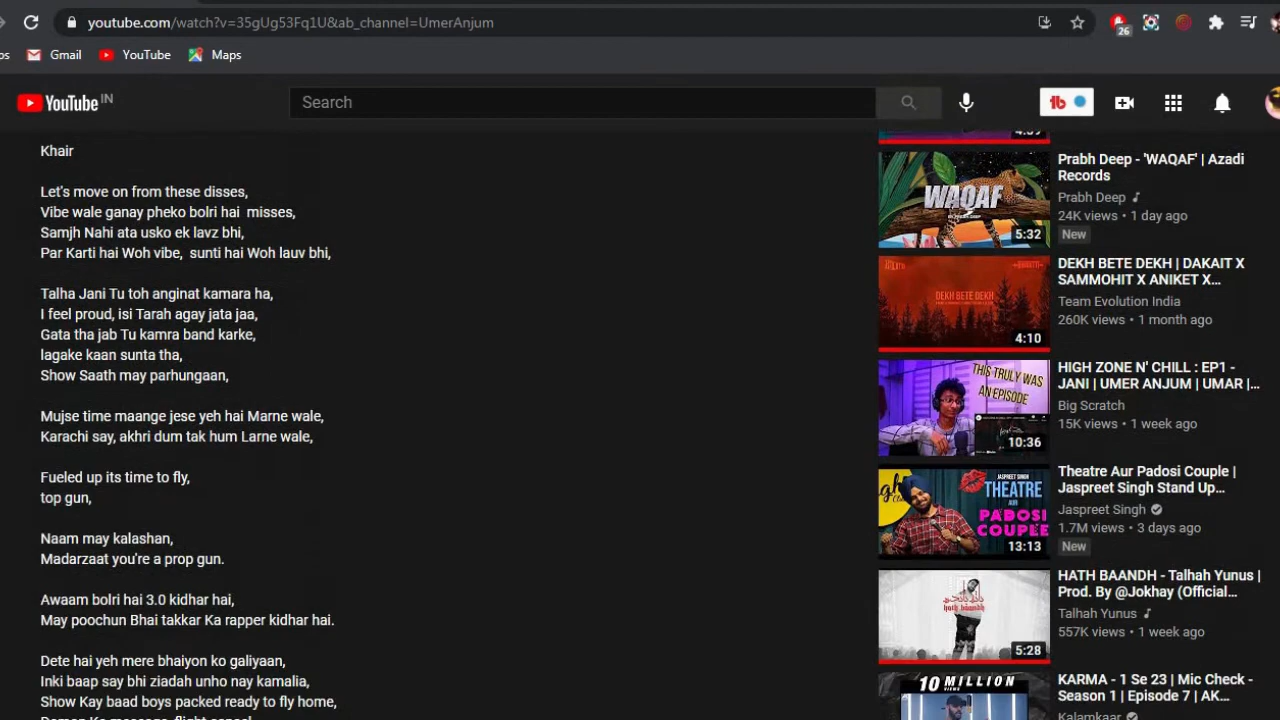 youtube.com/watch?v=35gUg53Fq1U&ab_channel=UmerAnjum
26
Gmail
YouTube
Maps
YouTube IN
Search
Khair
Let's move on from these disses,
Vibe wale ganay pheko bolri hai  misses,
Samjh Nahi ata usko ek lavz bhi,
Par Karti hai Woh vibe,  sunti hai Woh lauv bhi,
Talha Jani Tu toh anginat kamara ha,
I feel proud, isi Tarah agay jata jaa,
Gata tha jab Tu kamra band karke,
lagake kaan sunta tha,
Show Saath may parhungaan,
Mujse time maange jese yeh hai Marne wale,
Karachi say, akhri dum tak hum Larne wale,
Fueled up its time to fly,
top gun,
Naam may kalashan,
Madarzaat you're a prop gun.
Awaam bolri hai 3.0 kidhar hai,
May poochun Bhai takkar Ka rapper kidhar hai.
Dete hai yeh mere bhaiyon ko galiyaan,
Inki baap say bhi ziadah unho nay kamalia,
Show Kay baad boys packed ready to fly home,
WAQAF
5:32
Prabh Deep - 'WAQAF' | Azadi
Records
Prabh Deep
24K views • 1 day ago
New
DEKH BETE DEKH
4:10
DEKH BETE DEKH | DAKAIT X
SAMMOHIT X ANIKET X...
Team Evolution India
260K views • 1 month ago
THIS TRULY WAS
AN EPISODE
10:36
HIGH ZONE N' CHILL : EP1 -
JANI | UMER ANJUM | UMAR |...
Big Scratch
15K views • 1 week ago
JASPREET SINGH
THEATRE
AUR
PADOSI
COUPLE
13:13
Theatre Aur Padosi Couple |
Jaspreet Singh Stand Up...
Jaspreet Singh
1.7M views • 3 days ago
New
hath baandh
5:28
HATH BAANDH - Talhah Yunus |
Prod. By @Jokhay (Official...
Talhah Yunus
557K views • 1 week ago
10 MILLION
VIEWS
KARMA - 1 Se 23 | Mic Check -
Season 1 | Episode 7 | AK...
Kalamkaar